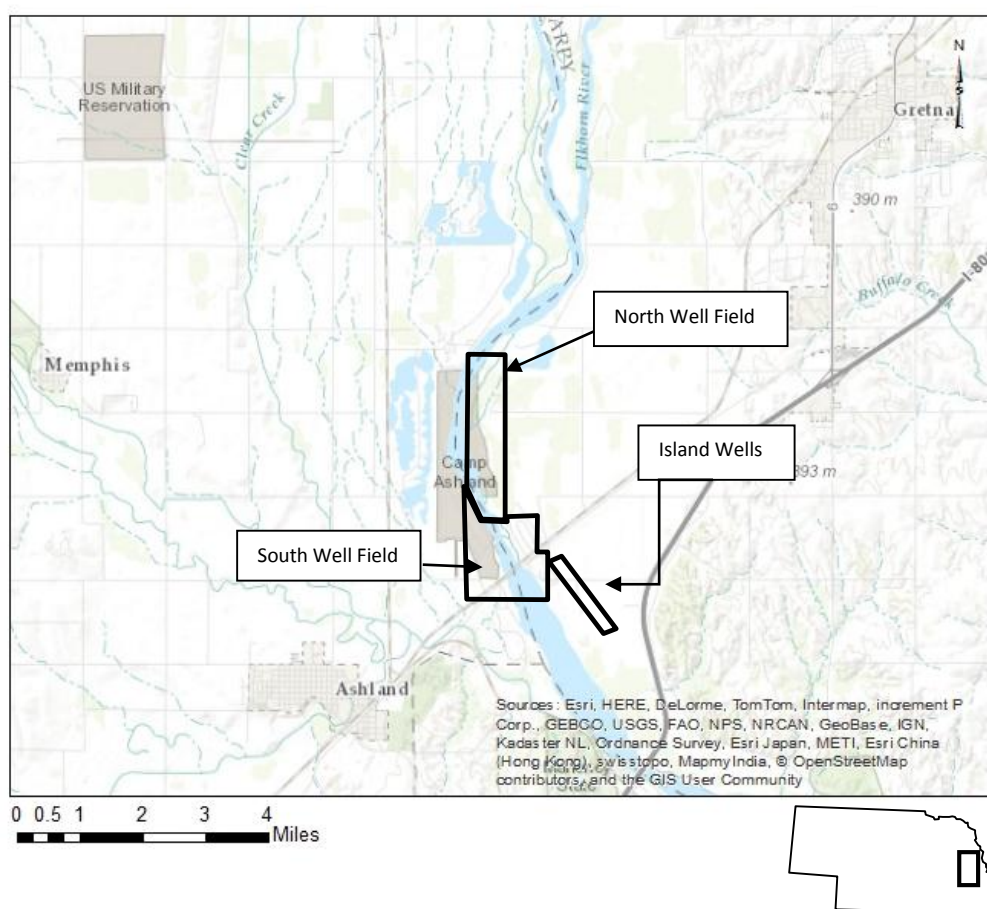 US Military
Reservation
Clear Creek
ARPY
Elkhorn River
N
S
Gretna
390 m
I-80
Buffalo Creek
North Well Field
Memphis
Island Wells
Camp
Ashland
393 m
South Well Field
Ashland
Sources: Esri, HERE, DeLorme, TomTom, Intermap, increment P
Corp., GEBCO, USGS, FAO, NPS, NRCAN, GeoBase, IGN,
Kadaster NL, Ordnance Survey, Esri Japan, METI, Esri China
(Hong Kong), swisstopo, MapmyIndia, © OpenStreetMap
contributors, and the GIS User Community
0 0.5 1 2 3 4
Miles